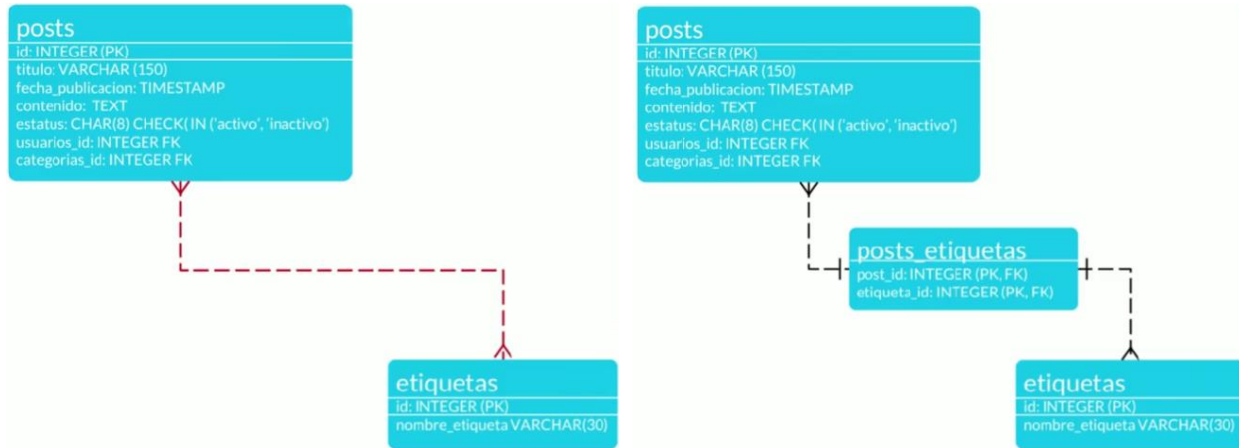 posts
id: INTEGER (PK)
titulo: VARCHAR (150)
fecha_publicacion: TIMESTAMP
contenido: TEXT
estatus: CHAR(8) CHECK( IN ('activo', 'inactivo')
usuarios_id: INTEGER FK
categorias_id: INTEGER FK
etiquetas
id: INTEGER (PK)
nombre_etiqueta VARCHAR(30)
posts
id: INTEGER (PK)
titulo: VARCHAR (150)
fecha_publicacion: TIMESTAMP
contenido: TEXT
estatus: CHAR(8) CHECK( IN ('activo', 'inactivo')
usuarios_id: INTEGER FK
categorias_id: INTEGER FK
posts_etiquetas
post_id: INTEGER (PK, FK)
etiqueta_id: INTEGER (PK, FK)
etiquetas
id: INTEGER (PK)
nombre_etiqueta VARCHAR(30)